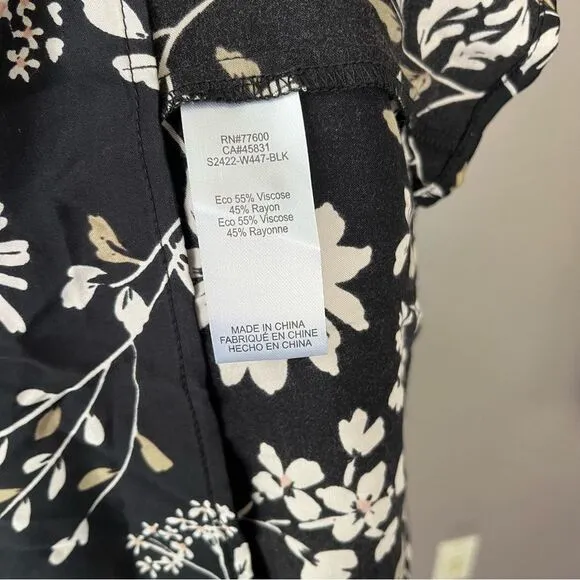 RN#77600
CA#45831
S2422-W447-BLK
Eco 55% Viscose
45% Rayon
Eco 55% Viscose
45% Rayonne
MADE IN CHINA
FABRIQUÉ EN CHINE
HECHO EN CHINA